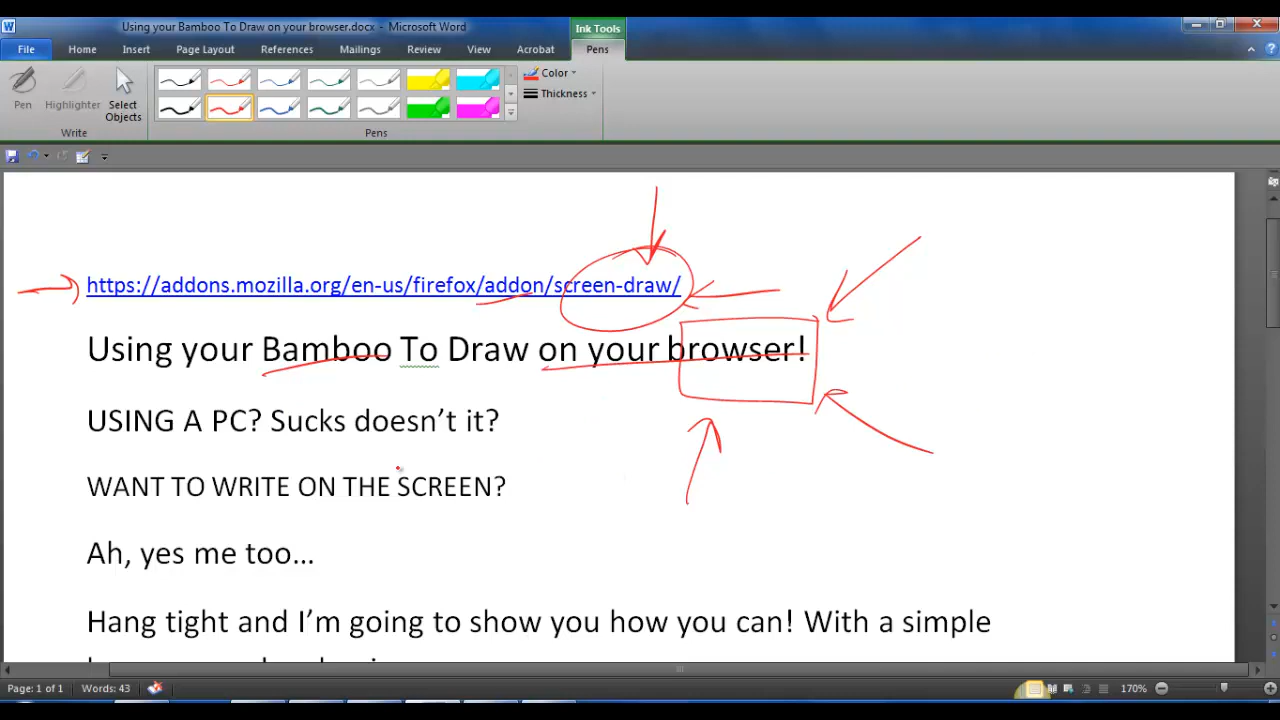 Using your Bamboo To Draw on your browser.docx - Microsoft Word
Ink Tools
File Home Insert Page Layout References Mailings Review View Acrobat Pens
Pen
Highlighter
Select Objects
Color
Thickness
Write
Pens
https://addons.mozilla.org/en-us/firefox/addon/screen-draw/
Using your Bamboo To Draw on your browser!
USING A PC? Sucks doesn't it?
WANT TO WRITE ON THE SCREEN?
Ah, yes me too...
Hang tight and I'm going to show you how you can! With a simple
Page: 1 of 1 Words: 43 170%